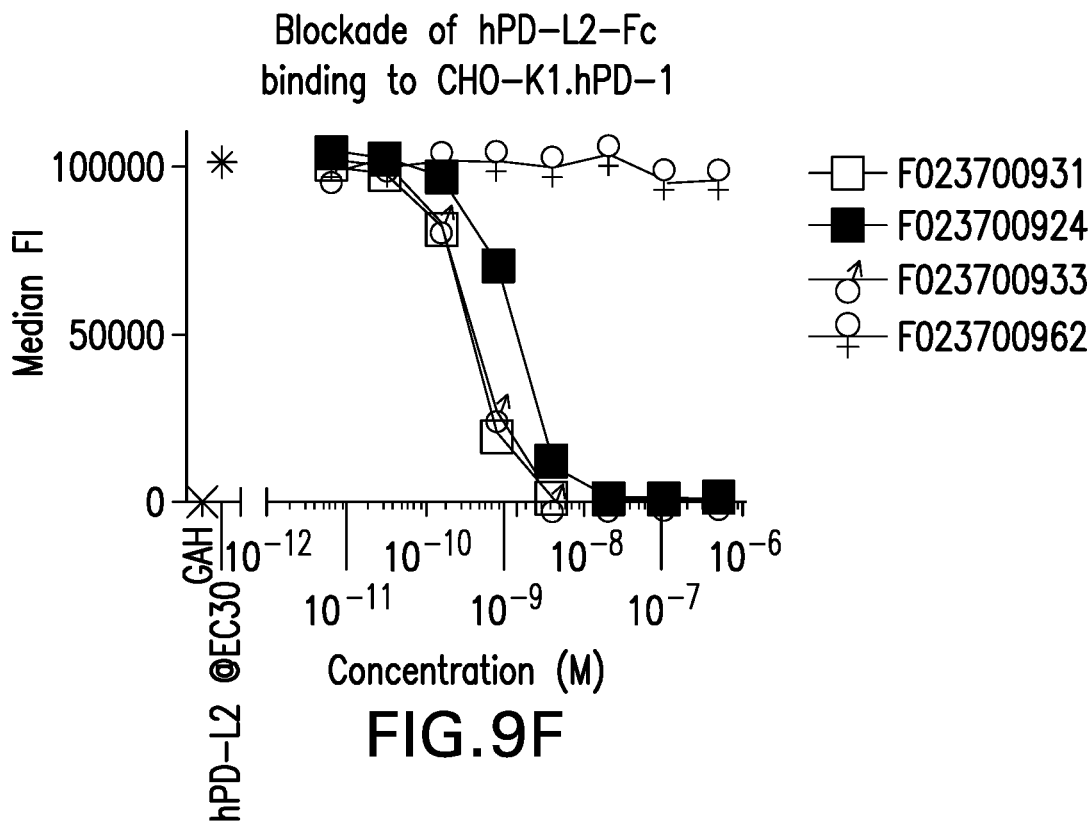 Blockade of hPD-L2-Fc
binding to CHO-K1.hPD-1
Median FI
100000
50000
0
GAH
hPD-L2 @EC30
10-12
10-11
10-10
10-9
10-8
10-7
10-6
Concentration (M)
F023700931
F023700924
F023700933
F023700962
FIG.9F